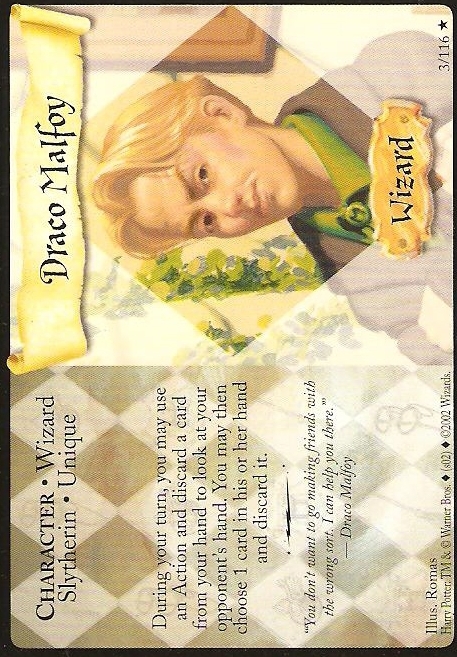 Draco Malfoy
Wizard
3/116 ★
CHARACTER • Wizard
Slytherin • Unique
During your turn, you may use
an Action and discard a card
from your hand to look at your
opponent's hand. You may then
choose 1 card in his or her hand
and discard it.
“You don't want to go making friends with
the wrong sort. I can help you there.”
— Draco Malfoy
Illus. Romas
Harry Potter, TM & © Warner Bros. ♦ (s02) ♦ ©2002 Wizards.